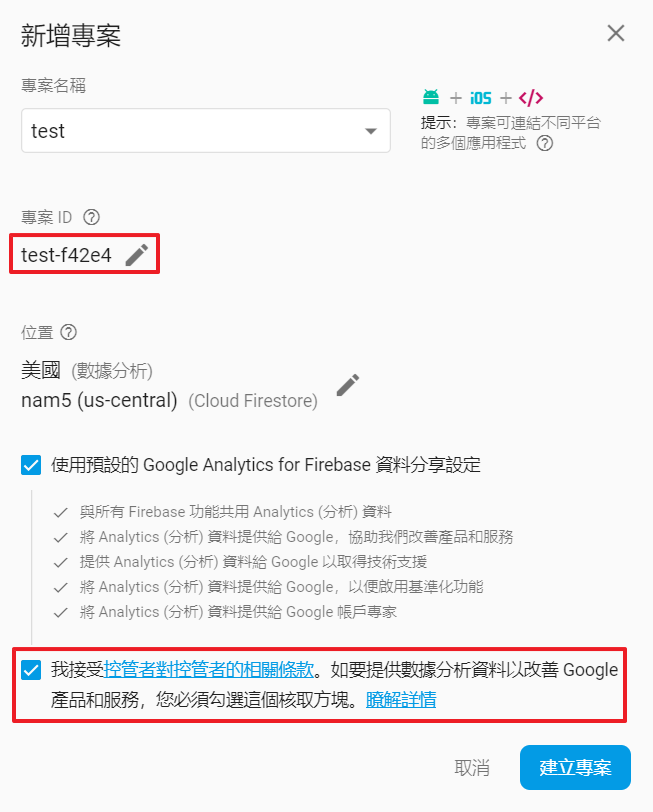 新增專案
專案名稱
test
iOS
提示：專案可連結不同平台
的多個應用程式
專案 ID
test-f42e4
位置
美國 (數據分析)
nam5 (us-central) (Cloud Firestore)
使用預設的 Google Analytics for Firebase 資料分享設定
與所有 Firebase 功能共用 Analytics (分析) 資料
將 Analytics (分析) 資料提供給 Google，協助我們改善產品和服務
提供 Analytics (分析) 資料給 Google 以取得技術支援
將 Analytics (分析) 資料提供給 Google，以便啟用基準化功能
將 Analytics (分析) 資料提供給 Google 帳戶專家
我接受控管者對控管者的相關條款。如要提供數據分析資料以改善 Google
產品和服務，您必須勾選這個核取方塊。瞭解詳情
取消
建立專案